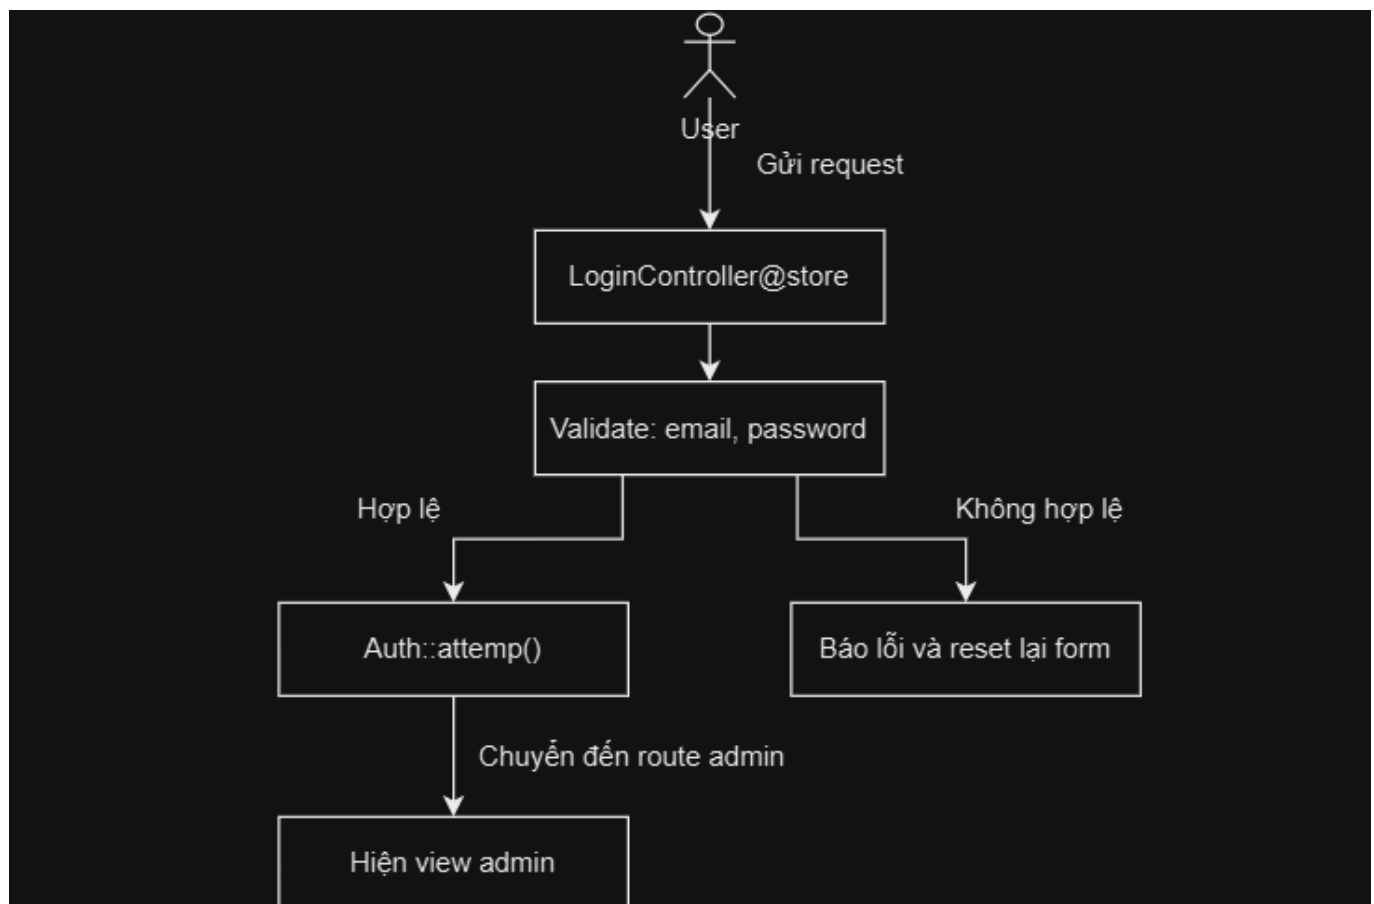 User
Gửi request
LoginController@store
Validate: email, password
Hợp lệ
Không hợp lệ
Auth::attemp()
Báo lỗi và reset lại form
Chuyển đến route admin
Hiện view admin